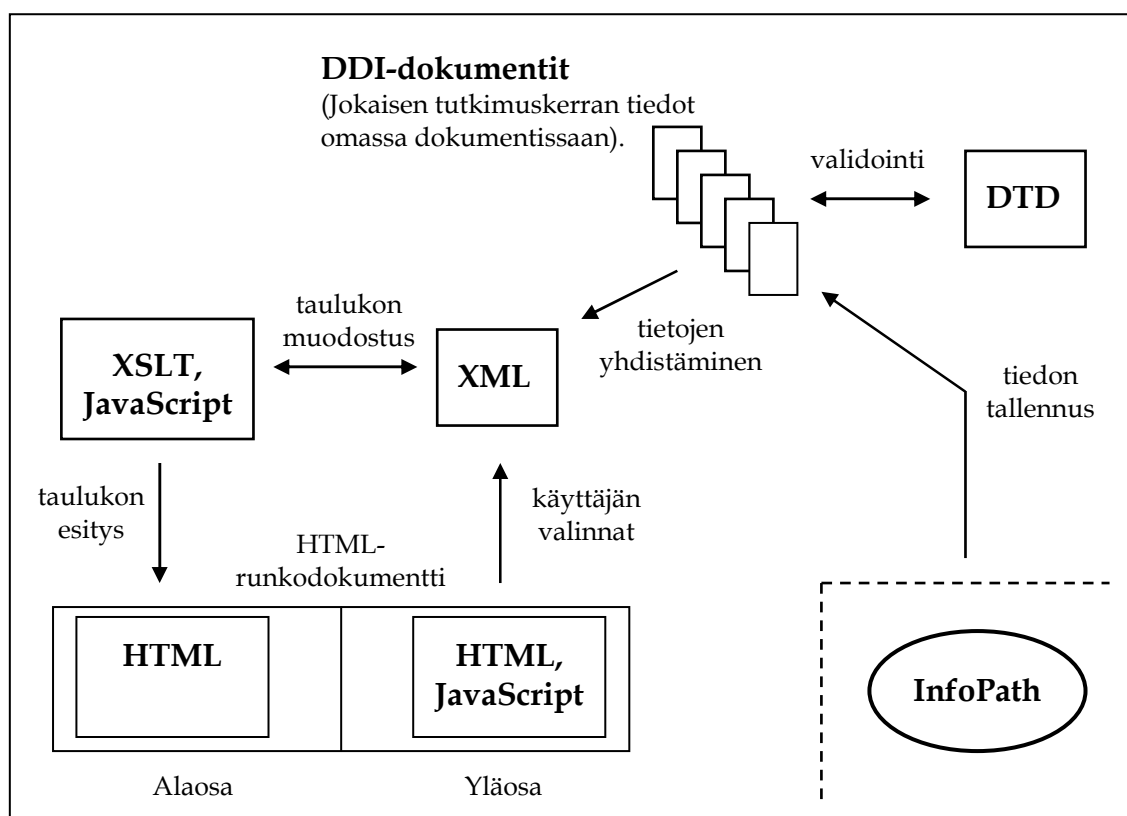 DDI-dokumentit
(Jokaisen tutkimuskerran tiedot
omassa dokumentissaan).
validointi
DTD
taulukon
muodostus
tietojen
yhdistäminen
XSLT,
JavaScript
XML
tiedon
tallennus
taulukon
esitys
käyttäjän
valinnat
HTML-
runkodokumentti
HTML
HTML,
JavaScript
InfoPath
Alaosa
Yläosa